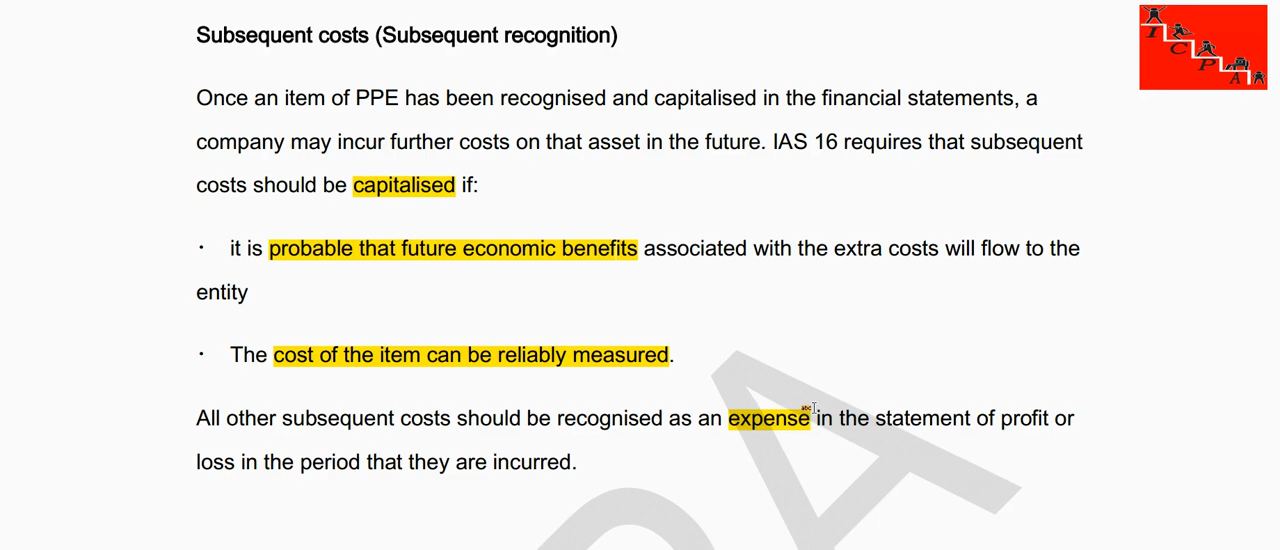 Subsequent costs (Subsequent recognition)
I
C
P
A
Once an item of PPE has been recognised and capitalised in the financial statements, a
company may incur further costs on that asset in the future. IAS 16 requires that subsequent
costs should be capitalised if:
· it is probable that future economic benefits associated with the extra costs will flow to the
entity
· The cost of the item can be reliably measured.
All other subsequent costs should be recognised as an expense in the statement of profit or
loss in the period that they are incurred.